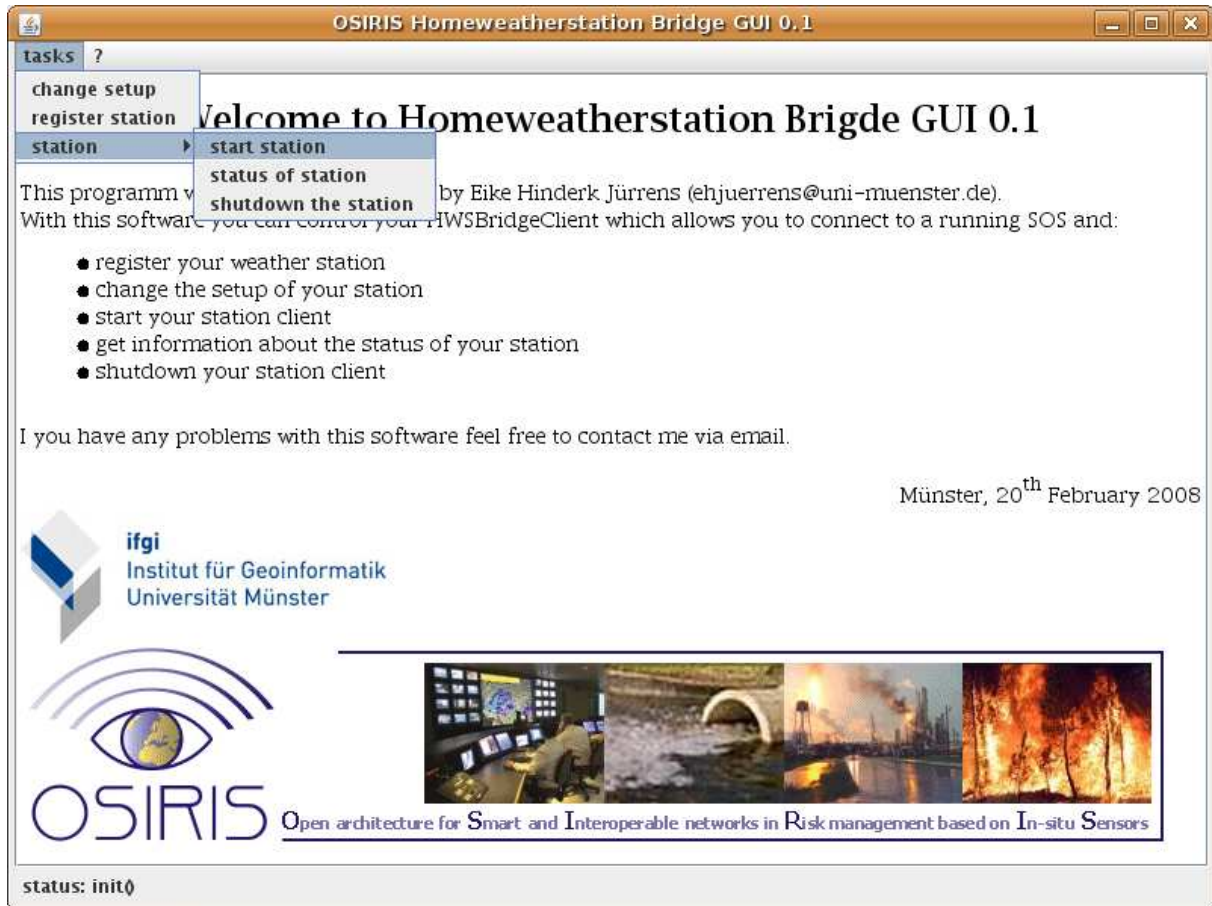 OSIRIS Homeweatherstation Bridge GUI 0.1
tasks ?
change setup
register station
station
start station
status of station
shutdown the station
Welcome to Homeweatherstation Brigde GUI 0.1
This programm by Eike Hinderk Jürrens (ehjuerrens@uni-muenster.de).
With this software you can control your HWSBridgeClient which allows you to connect to a running SOS and:
● register your weather station
● change the setup of your station
● start your station client
● get information about the status of your station
● shutdown your station client
I you have any problems with this software feel free to contact me via email.
Münster, 20th February 2008
ifgi
Institut für Geoinformatik
Universität Münster
OSIRIS
Open architecture for Smart and Interoperable networks in Risk management based on In-situ Sensors
status: init()